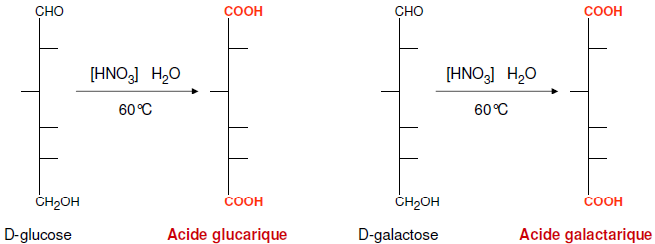 CHO COOH CHO COOH
[HNO3] H2O [HNO3] H2O
60°C 60°C
CH2OH COOH CH2OH COOH
D-glucose Acide glucarique D-galactose Acide galactarique